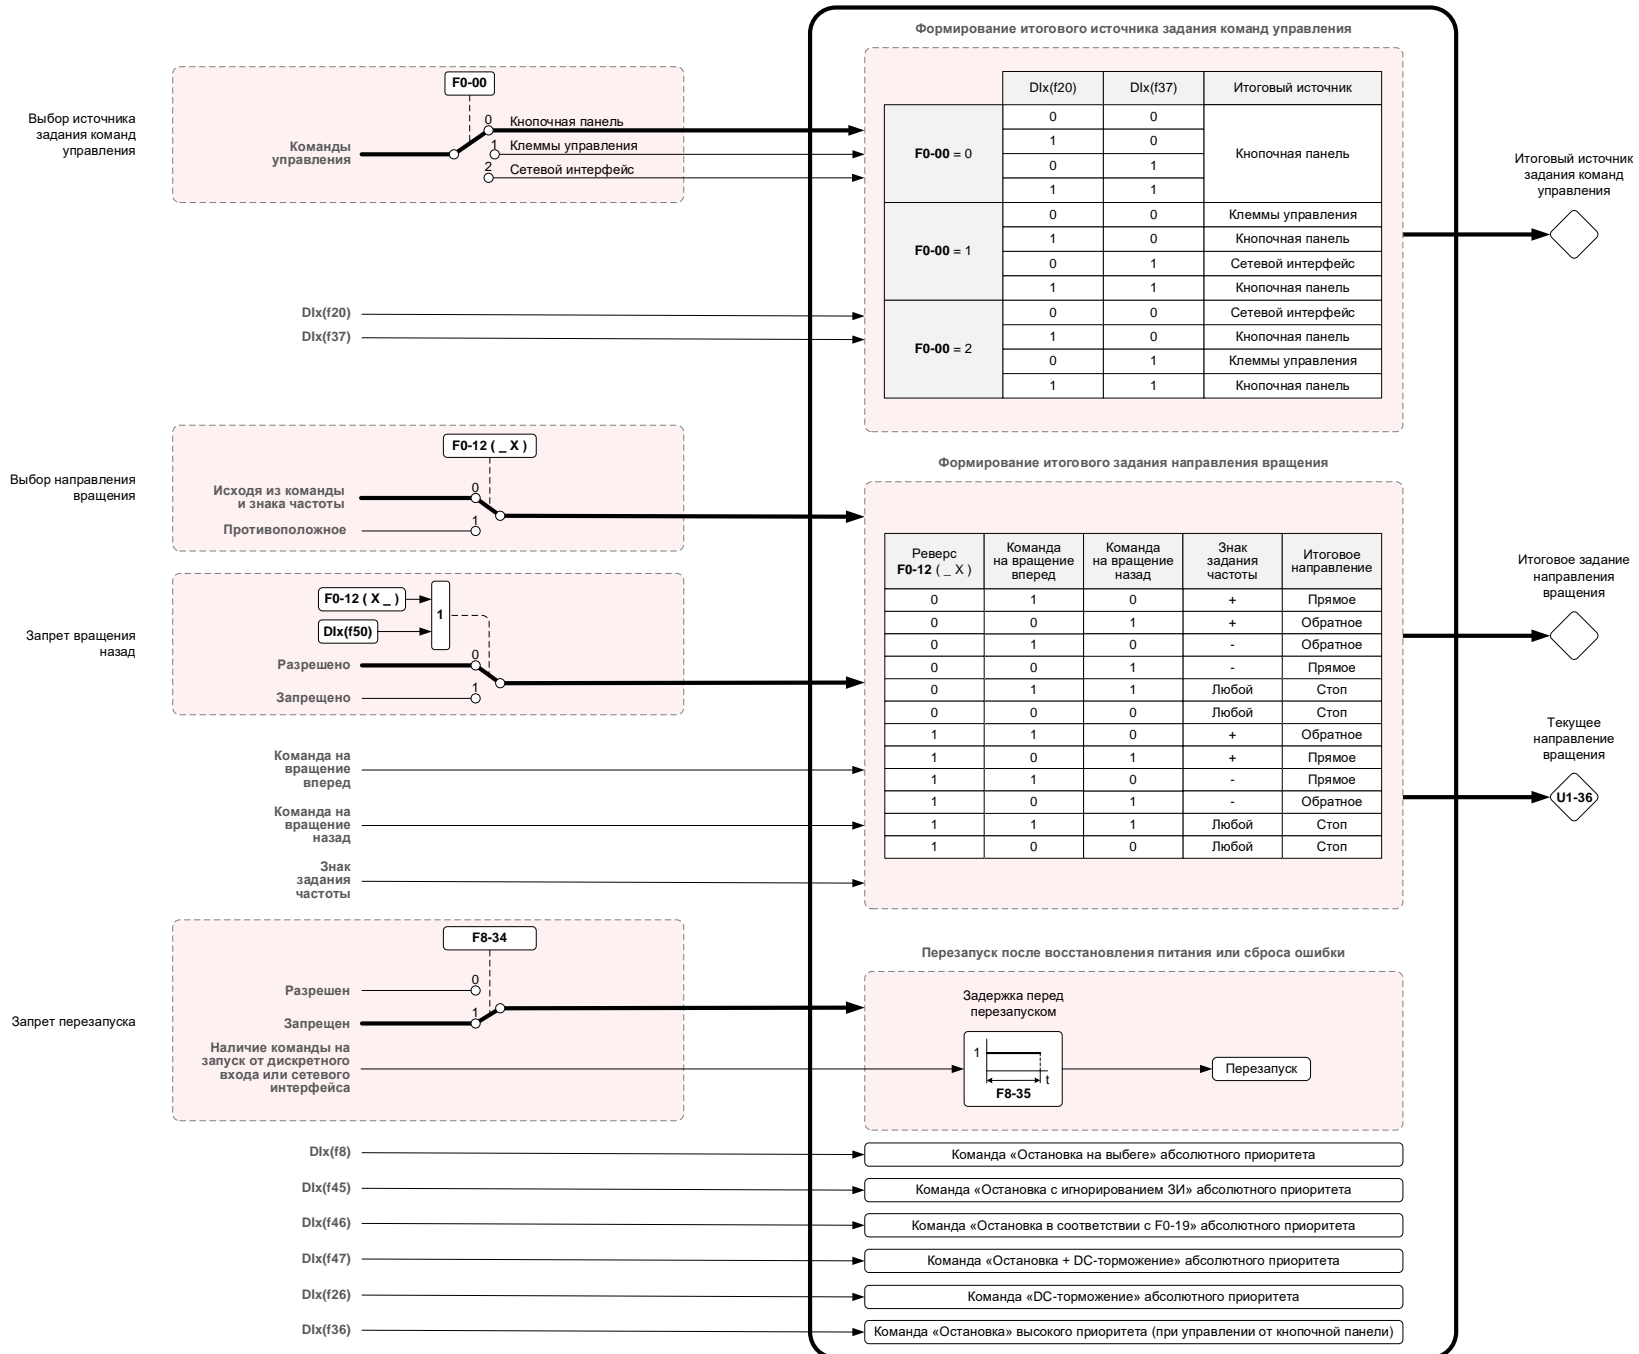 Формирование итогового источника задания команд управления
F0-00
Выбор источника
задания команд
управления
Команды
управления
0
Кнопочная панель
1
Клеммы управления
2
Сетевой интерфейс
DIx(f20)
DIx(f37)
DIx(f20) DIx(f37) Итоговый источник
F0-00 = 0
0 0
1 0
0 1
1 1
Кнопочная панель
F0-00 = 1
0 0 Клеммы управления
1 0 Кнопочная панель
0 1 Сетевой интерфейс
1 1 Кнопочная панель
F0-00 = 2
0 0 Сетевой интерфейс
1 0 Кнопочная панель
0 1 Клеммы управления
1 1 Кнопочная панель
Итоговый источник
задания команд
управления
F0-12 ( _ X )
Выбор направления
вращения
Исходя из команды
и знака частоты
0
Противоположное
1
F0-12 ( X _ )
DIx(f50)
1
Запрет вращения
назад
Разрешено
0
Запрещено
1
Команда на
вращение
вперед
Команда на
вращение
назад
Знак
задания
частоты
Формирование итогового задания направления вращения
Реверс
F0-12 ( _ X )
Команда
на вращение
вперед
Команда
на вращение
назад
Знак
задания
частоты
Итоговое
направление
0 1 0 + Прямое
0 0 1 + Обратное
0 1 0 - Обратное
0 0 1 - Прямое
0 1 1 Любой Стоп
0 0 0 Любой Стоп
1 1 0 + Обратное
1 0 1 + Прямое
1 1 0 - Прямое
1 0 1 - Обратное
1 1 1 Любой Стоп
1 0 0 Любой Стоп
Итоговое задание
направления
вращения
Текущее
направление
вращения
U1-36
F8-34
Запрет перезапуска
Разрешен
0
Запрещен
1
Наличие команды на
запуск от дискретного
входа или сетевого
интерфейса
Перезапуск после восстановления питания или сброса ошибки
Задержка перед
перезапуском
1
t
F8-35
Перезапуск
DIx(f8)
Команда «Остановка на выбеге» абсолютного приоритета
DIx(f45)
Команда «Остановка с игнорированием ЗИ» абсолютного приоритета
DIx(f46)
Команда «Остановка в соответствии с F0-19» абсолютного приоритета
DIx(f47)
Команда «Остановка + DC-торможение» абсолютного приоритета
DIx(f26)
Команда «DC-торможение» абсолютного приоритета
DIx(f36)
Команда «Остановка» высокого приоритета (при управлении от кнопочной панели)